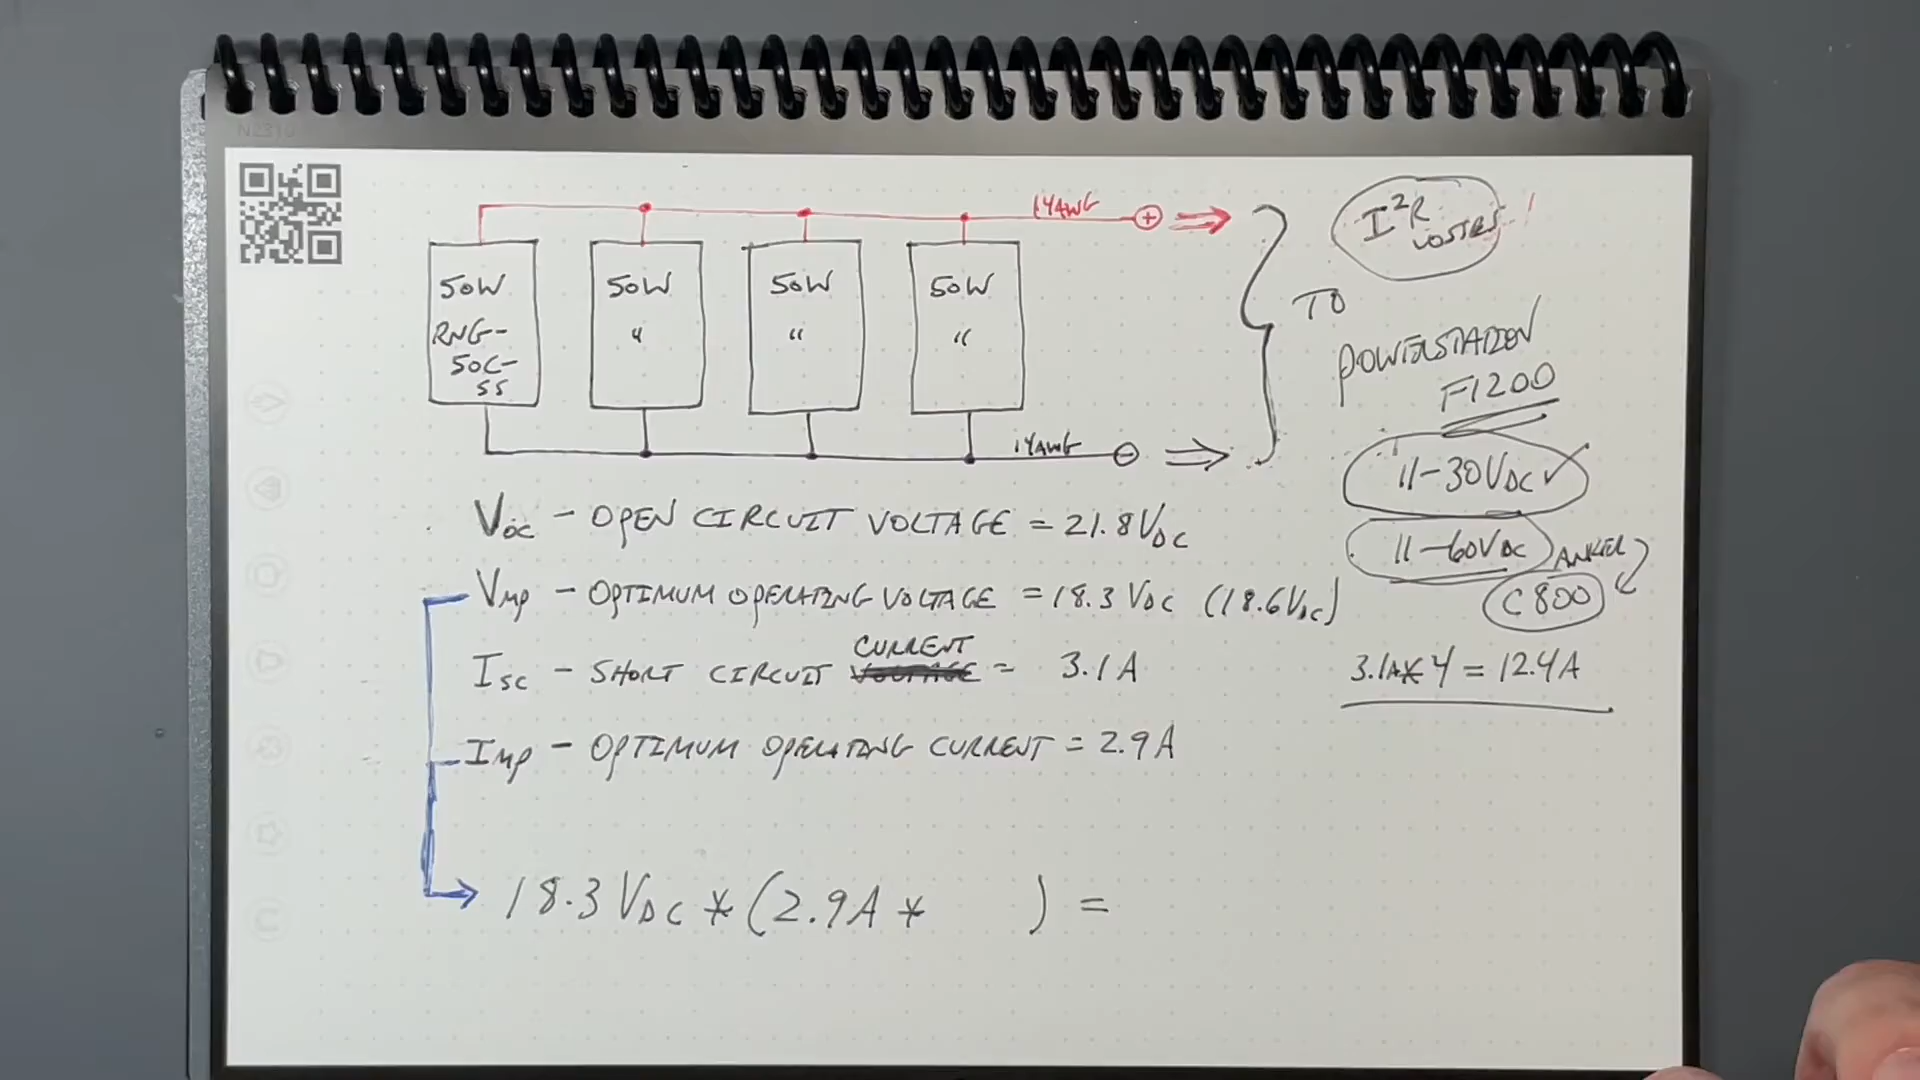 N2310
14AWG
+
I²R
50W
RNG-
50C-
SS
50W
"
50W
"
50W
"
TO
POWERSTATION
F1200
14AWG
-
11-30VDC ✓
VOC - OPEN CIRCUIT VOLTAGE = 21.8VDC
11-60VDC
ANKER
C800
VMP - OPTIMUM OPERATING VOLTAGE = 18.3 VDC (18.6VDC)
CURRENT
ISC - SHORT CIRCUIT VOLTAGE = 3.1A
3.1A*4 = 12.4A
IMP - OPTIMUM OPERATING CURRENT = 2.9A
18.3 VDC * (2.9A * ) =